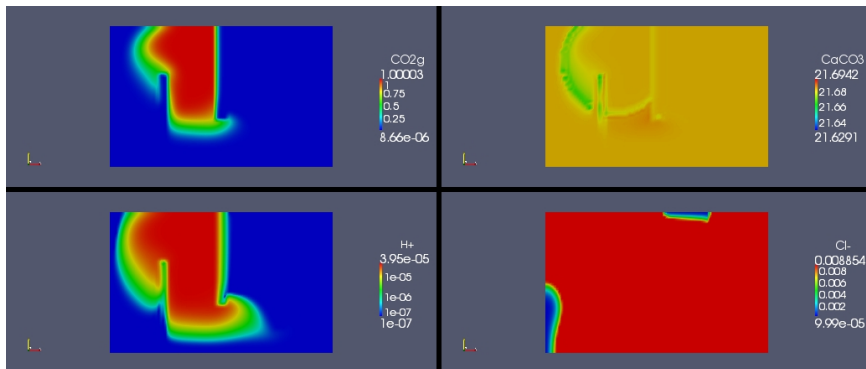 CO2g
1.00003
1
0.75
0.5
0.25
8.66e-06
CaCO3
21.6942
21.68
21.66
21.64
21.6291
H+
3.95e-05
1e-05
1e-06
1e-07
1e-07
Cl-
0.008854
0.008
0.006
0.004
0.002
9.99e-05